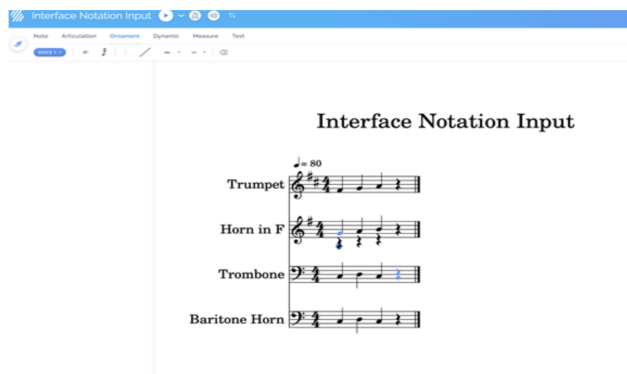 Interface Notation Input
Note Articulation Ornament Dynamic Measure Text
VOICE 1
Interface Notation Input
= 80
Trumpet
Horn in F
Trombone
Baritone Horn